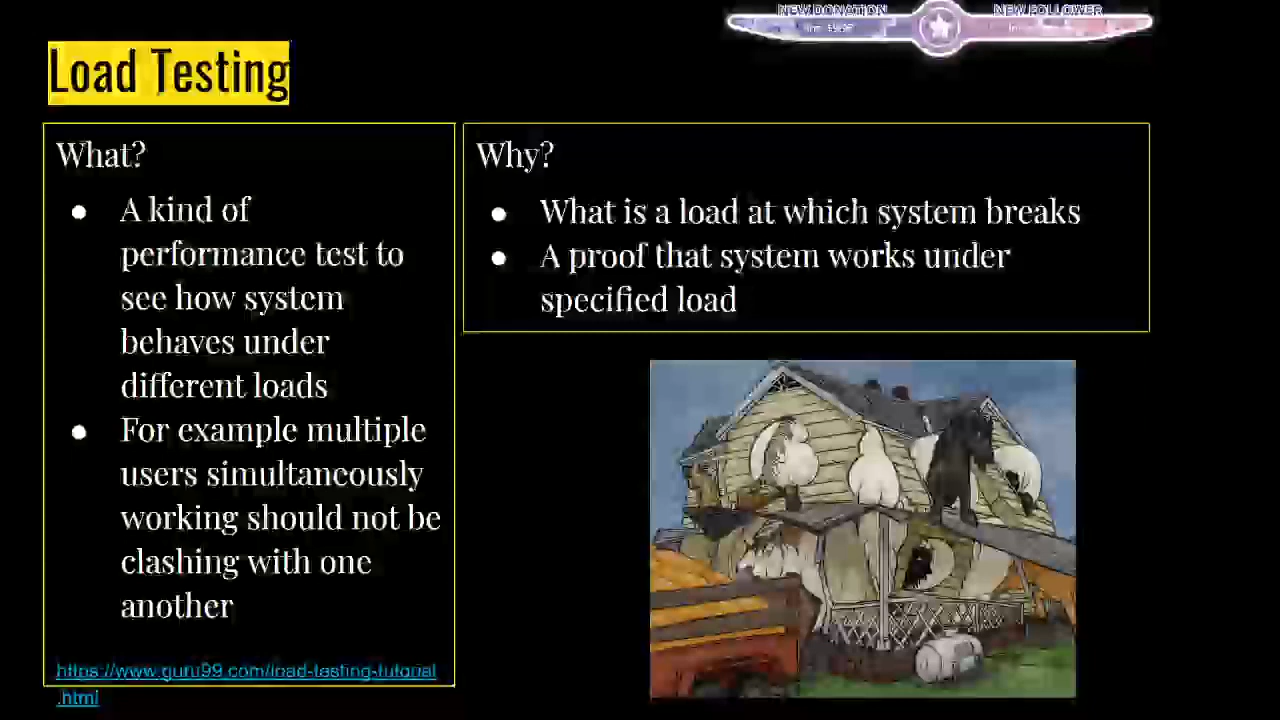 NEW DONATION
NEW FOLLOWER
Load Testing
What?
● A kind of
performance test to
see how system
behaves under
different loads
● For example multiple
users simultaneously
working should not be
clashing with one
another
https://www.guru99.com/load-testing-tutorial
.html
Why?
● What is a load at which system breaks
● A proof that system works under
specified load